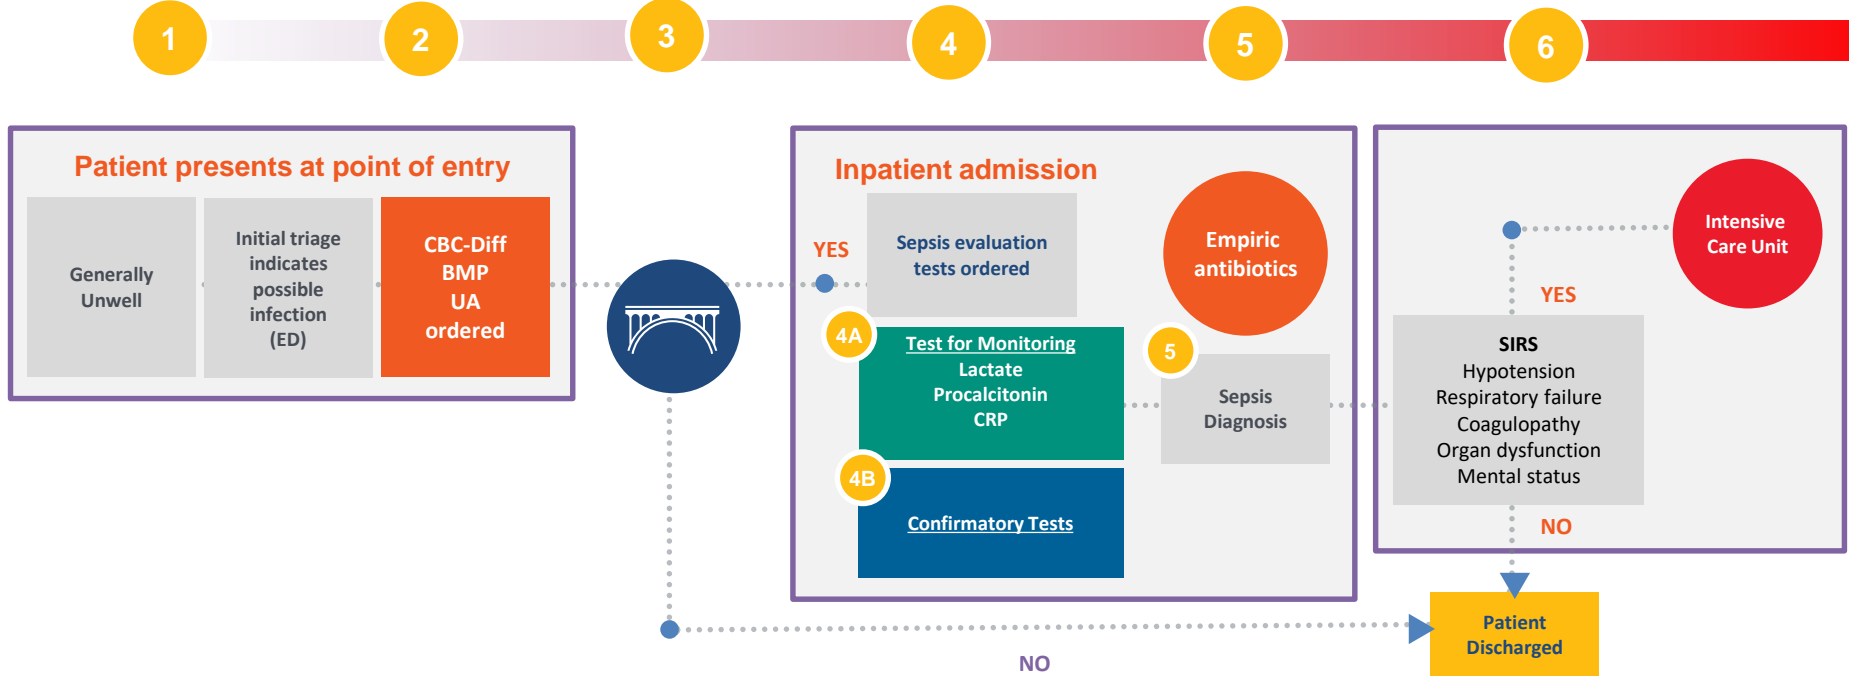 1
2
3
4
5
6
Patient presents at point of entry
Generally
Unwell
Initial triage
indicates
possible
infection
(ED)
CBC-Diff
BMP
UA
ordered
YES
Inpatient admission
Sepsis evaluation
tests ordered
4A
Test for Monitoring
Lactate
Procalcitonin
CRP
4B
Confirmatory Tests
Empiric
antibiotics
5
Sepsis
Diagnosis
Intensive
Care Unit
YES
SIRS
Hypotension
Respiratory failure
Coagulopathy
Organ dysfunction
Mental status
NO
Patient
Discharged
NO